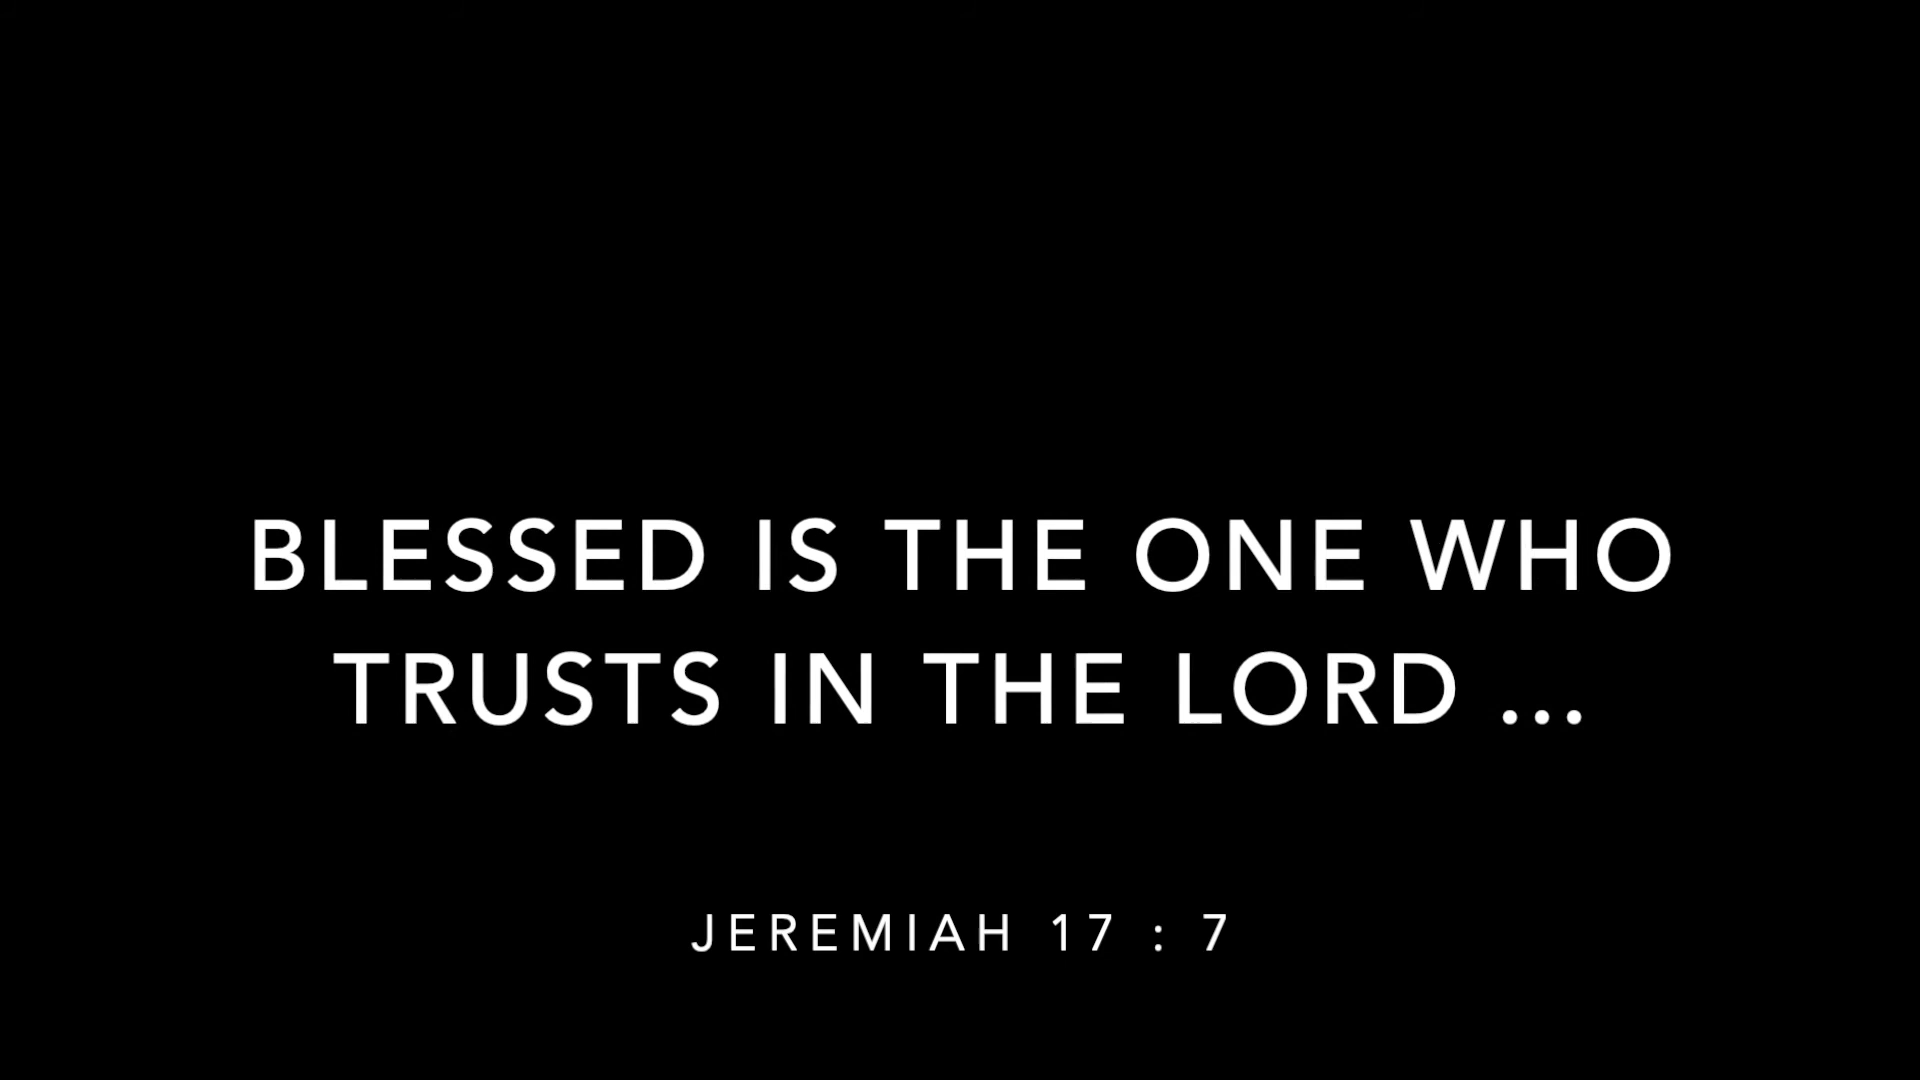 BLESSED IS THE ONE WHO
TRUSTS IN THE LORD ...
JEREMIAH 17 : 7